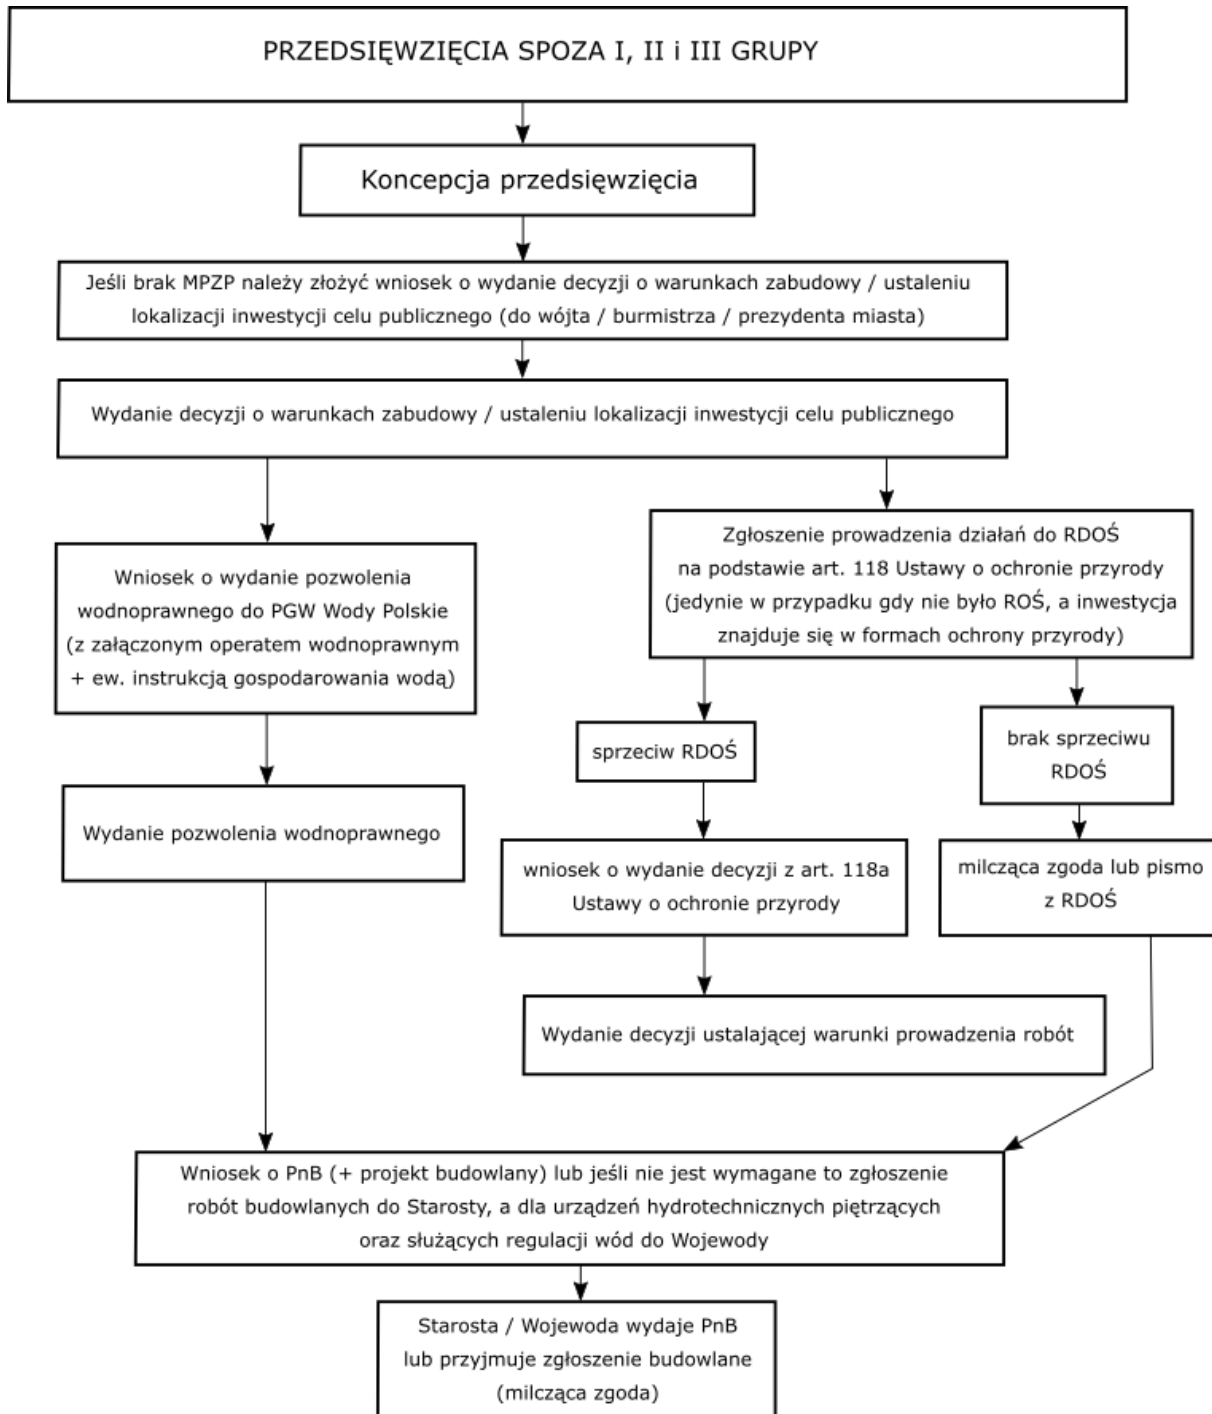 PRZEDSIĘWZIĘCIA SPOZA I, II i III GRUPY
Koncepcja przedsięwzięcia
Jeśli brak MPZP należy złożyć wniosek o wydanie decyzji o warunkach zabudowy / ustaleniu
lokalizacji inwestycji celu publicznego (do wójta / burmistrza / prezydenta miasta)
Wydanie decyzji o warunkach zabudowy / ustaleniu lokalizacji inwestycji celu publicznego
Wniosek o wydanie pozwolenia
wodnoprawnego do PGW Wody Polskie
(z załączonym operatem wodnoprawnym
+ ew. instrukcją gospodarowania wodą)
Wydanie pozwolenia wodnoprawnego
Zgłoszenie prowadzenia działań do RDOŚ
na podstawie art. 118 Ustawy o ochronie przyrody
(jedynie w przypadku gdy nie było ROŚ, a inwestycja
znajduje się w formach ochrony przyrody)
sprzeciw RDOŚ
wniosek o wydanie decyzji z art. 118a
Ustawy o ochronie przyrody
Wydanie decyzji ustalającej warunki prowadzenia robót
brak sprzeciwu
RDOŚ
milcząca zgoda lub pismo
z RDOŚ
Wniosek o PnB (+ projekt budowlany) lub jeśli nie jest wymagane to zgłoszenie
robót budowlanych do Starosty, a dla urządzeń hydrotechnicznych piętrzących
oraz służących regulacji wód do Wojewody
Starosta / Wojewoda wydaje PnB
lub przyjmuje zgłoszenie budowlane
(milcząca zgoda)